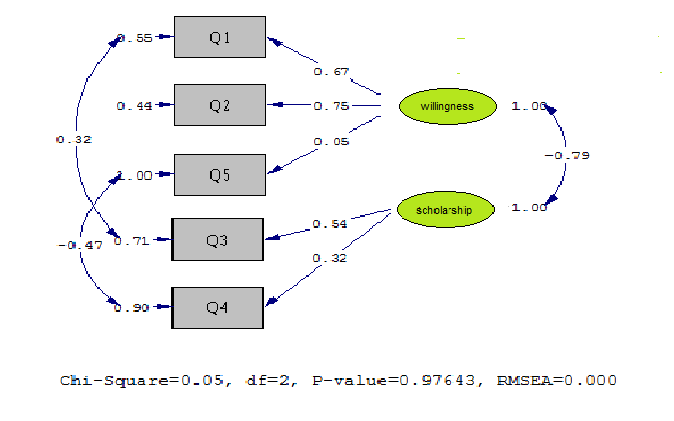 0.55 Q1
0.67
0.44 Q2 0.75 willingness 1.00
0.32 0.05
1.00 Q5 -0.79
scholarship 1.00
-0.47 0.71 Q3 0.54
0.32
0.90 Q4
Chi-Square=0.05, df=2, P-value=0.97643, RMSEA=0.000